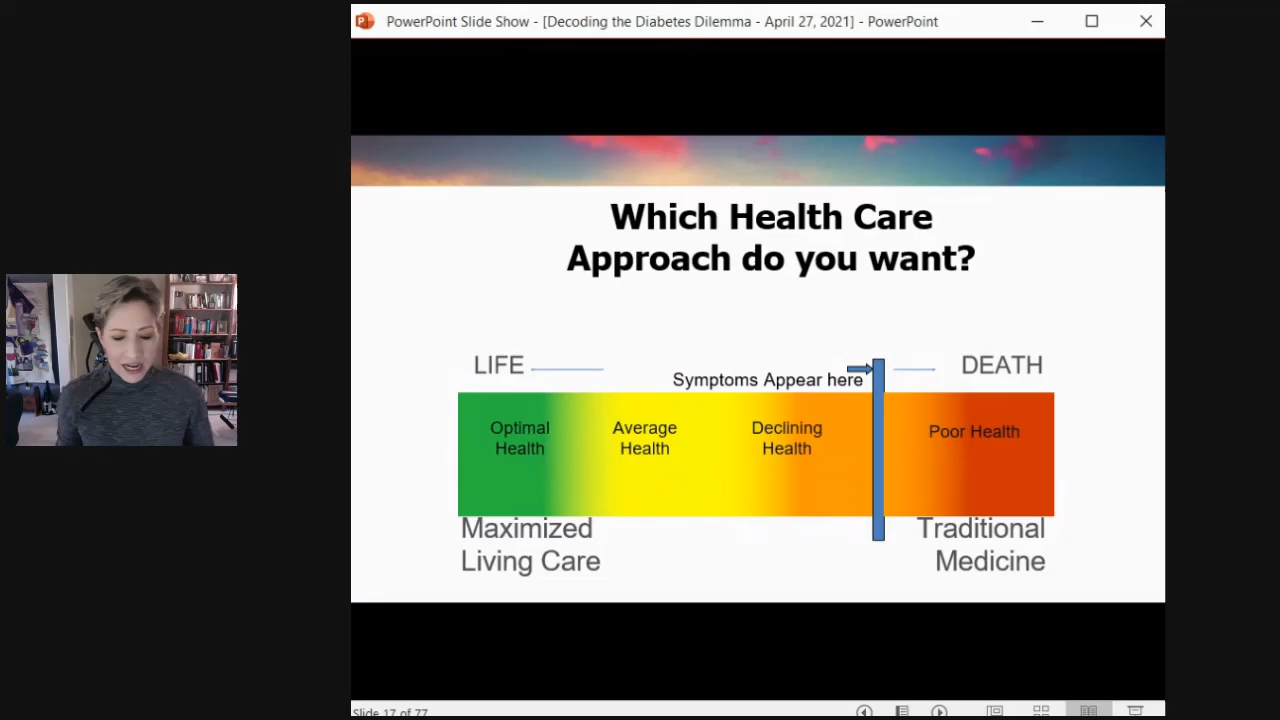 PowerPoint Slide Show - [Decoding the Diabetes Dilemma - April 27, 2021] - PowerPoint
Which Health Care
Approach do you want?
LIFE
Symptoms Appear here
DEATH
Optimal
Health
Average
Health
Declining
Health
Poor Health
Maximized
Living Care
Traditional
Medicine
Slide 17 of 77